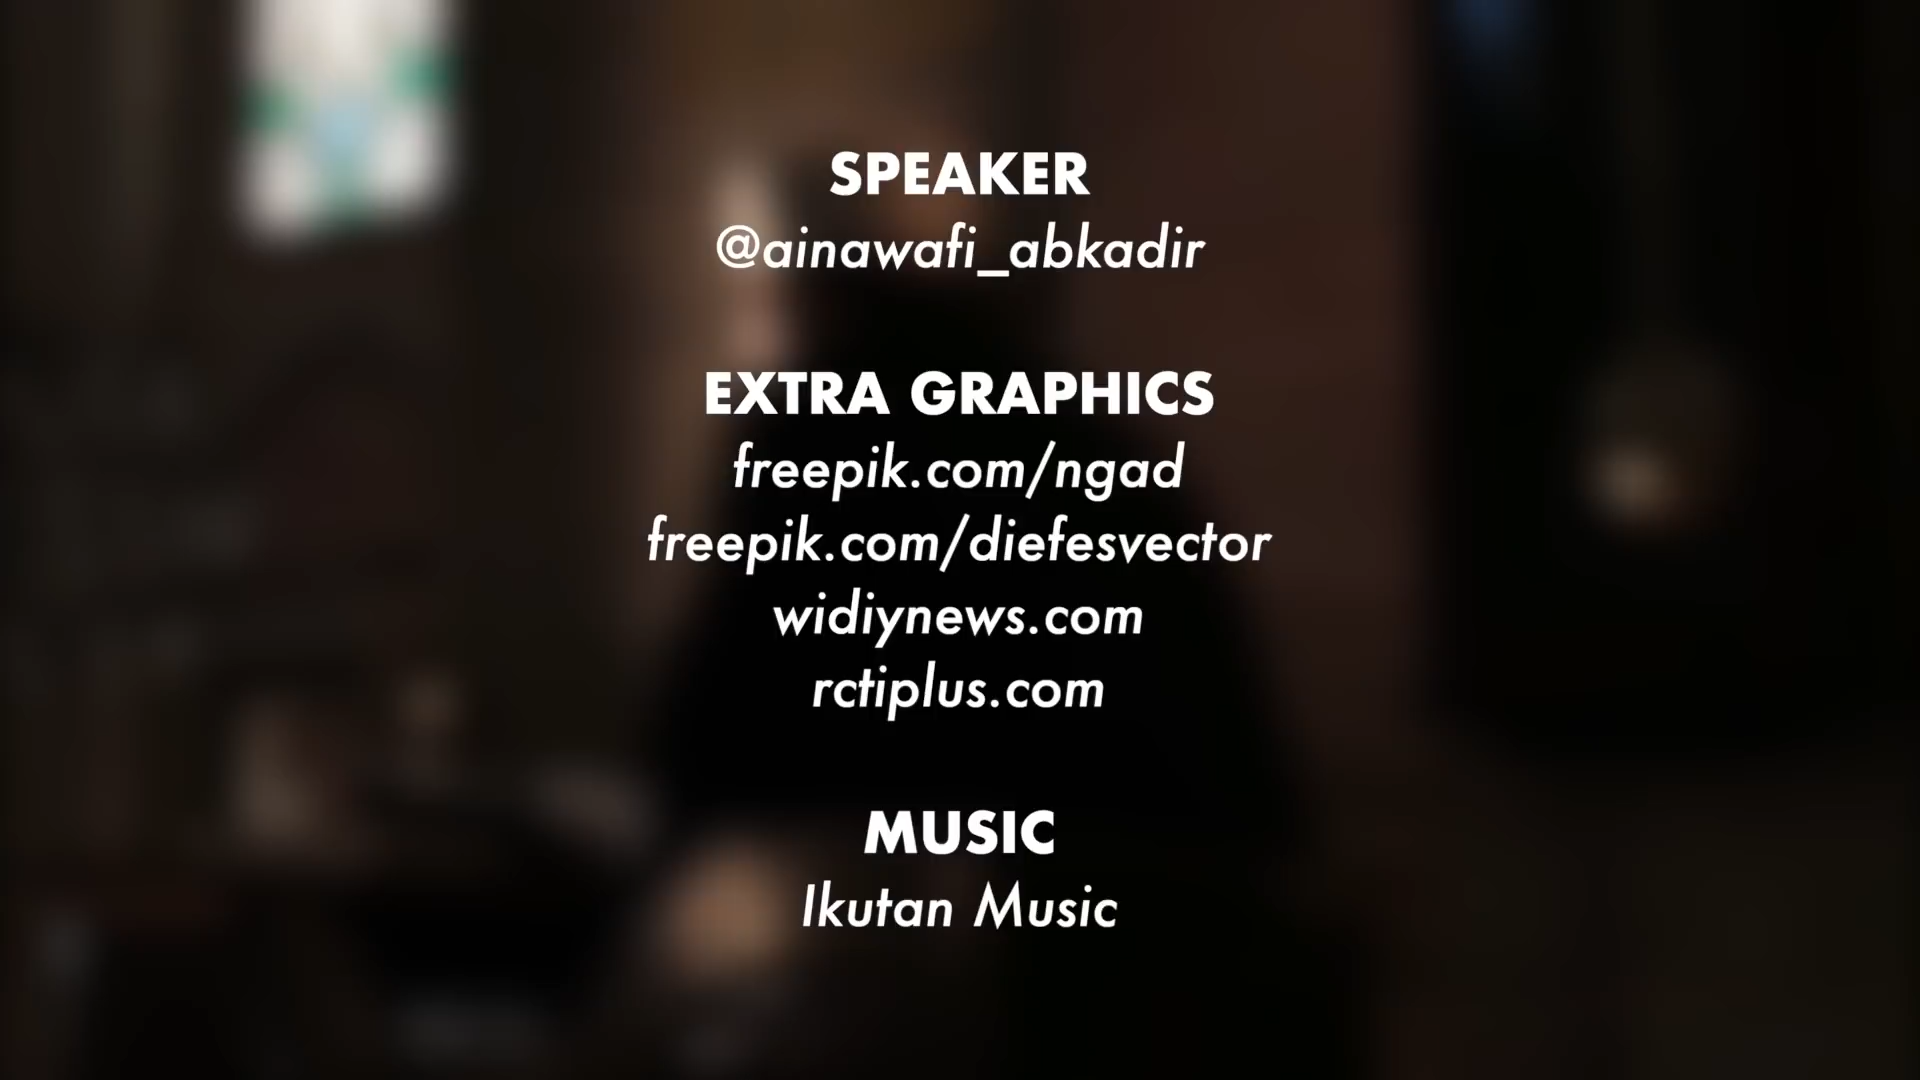 SPEAKER
@ainawafi_abkadir
EXTRA GRAPHICS
freepik.com/ngad
freepik.com/diefesvector
widiynews.com
rctiplus.com
MUSIC
Ikutan Music